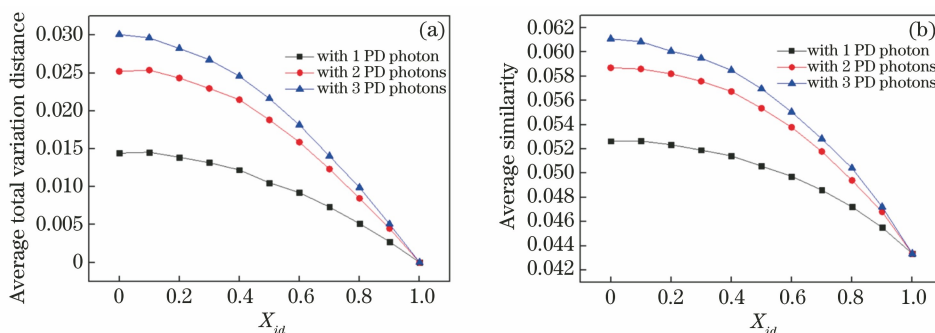 (a)
with 1 PD photon
with 2 PD photons
with 3 PD photons
0.030
0.025
0.020
0.015
0.010
0.005
0
Average total variation distance
0 0.2 0.4 0.6 0.8 1.0
X_id
(b)
with 1 PD photon
with 2 PD photons
with 3 PD photons
0.062
0.060
0.058
0.056
0.054
0.052
0.050
0.048
0.046
0.044
0.042
Average similarity
0 0.2 0.4 0.6 0.8 1.0
X_id